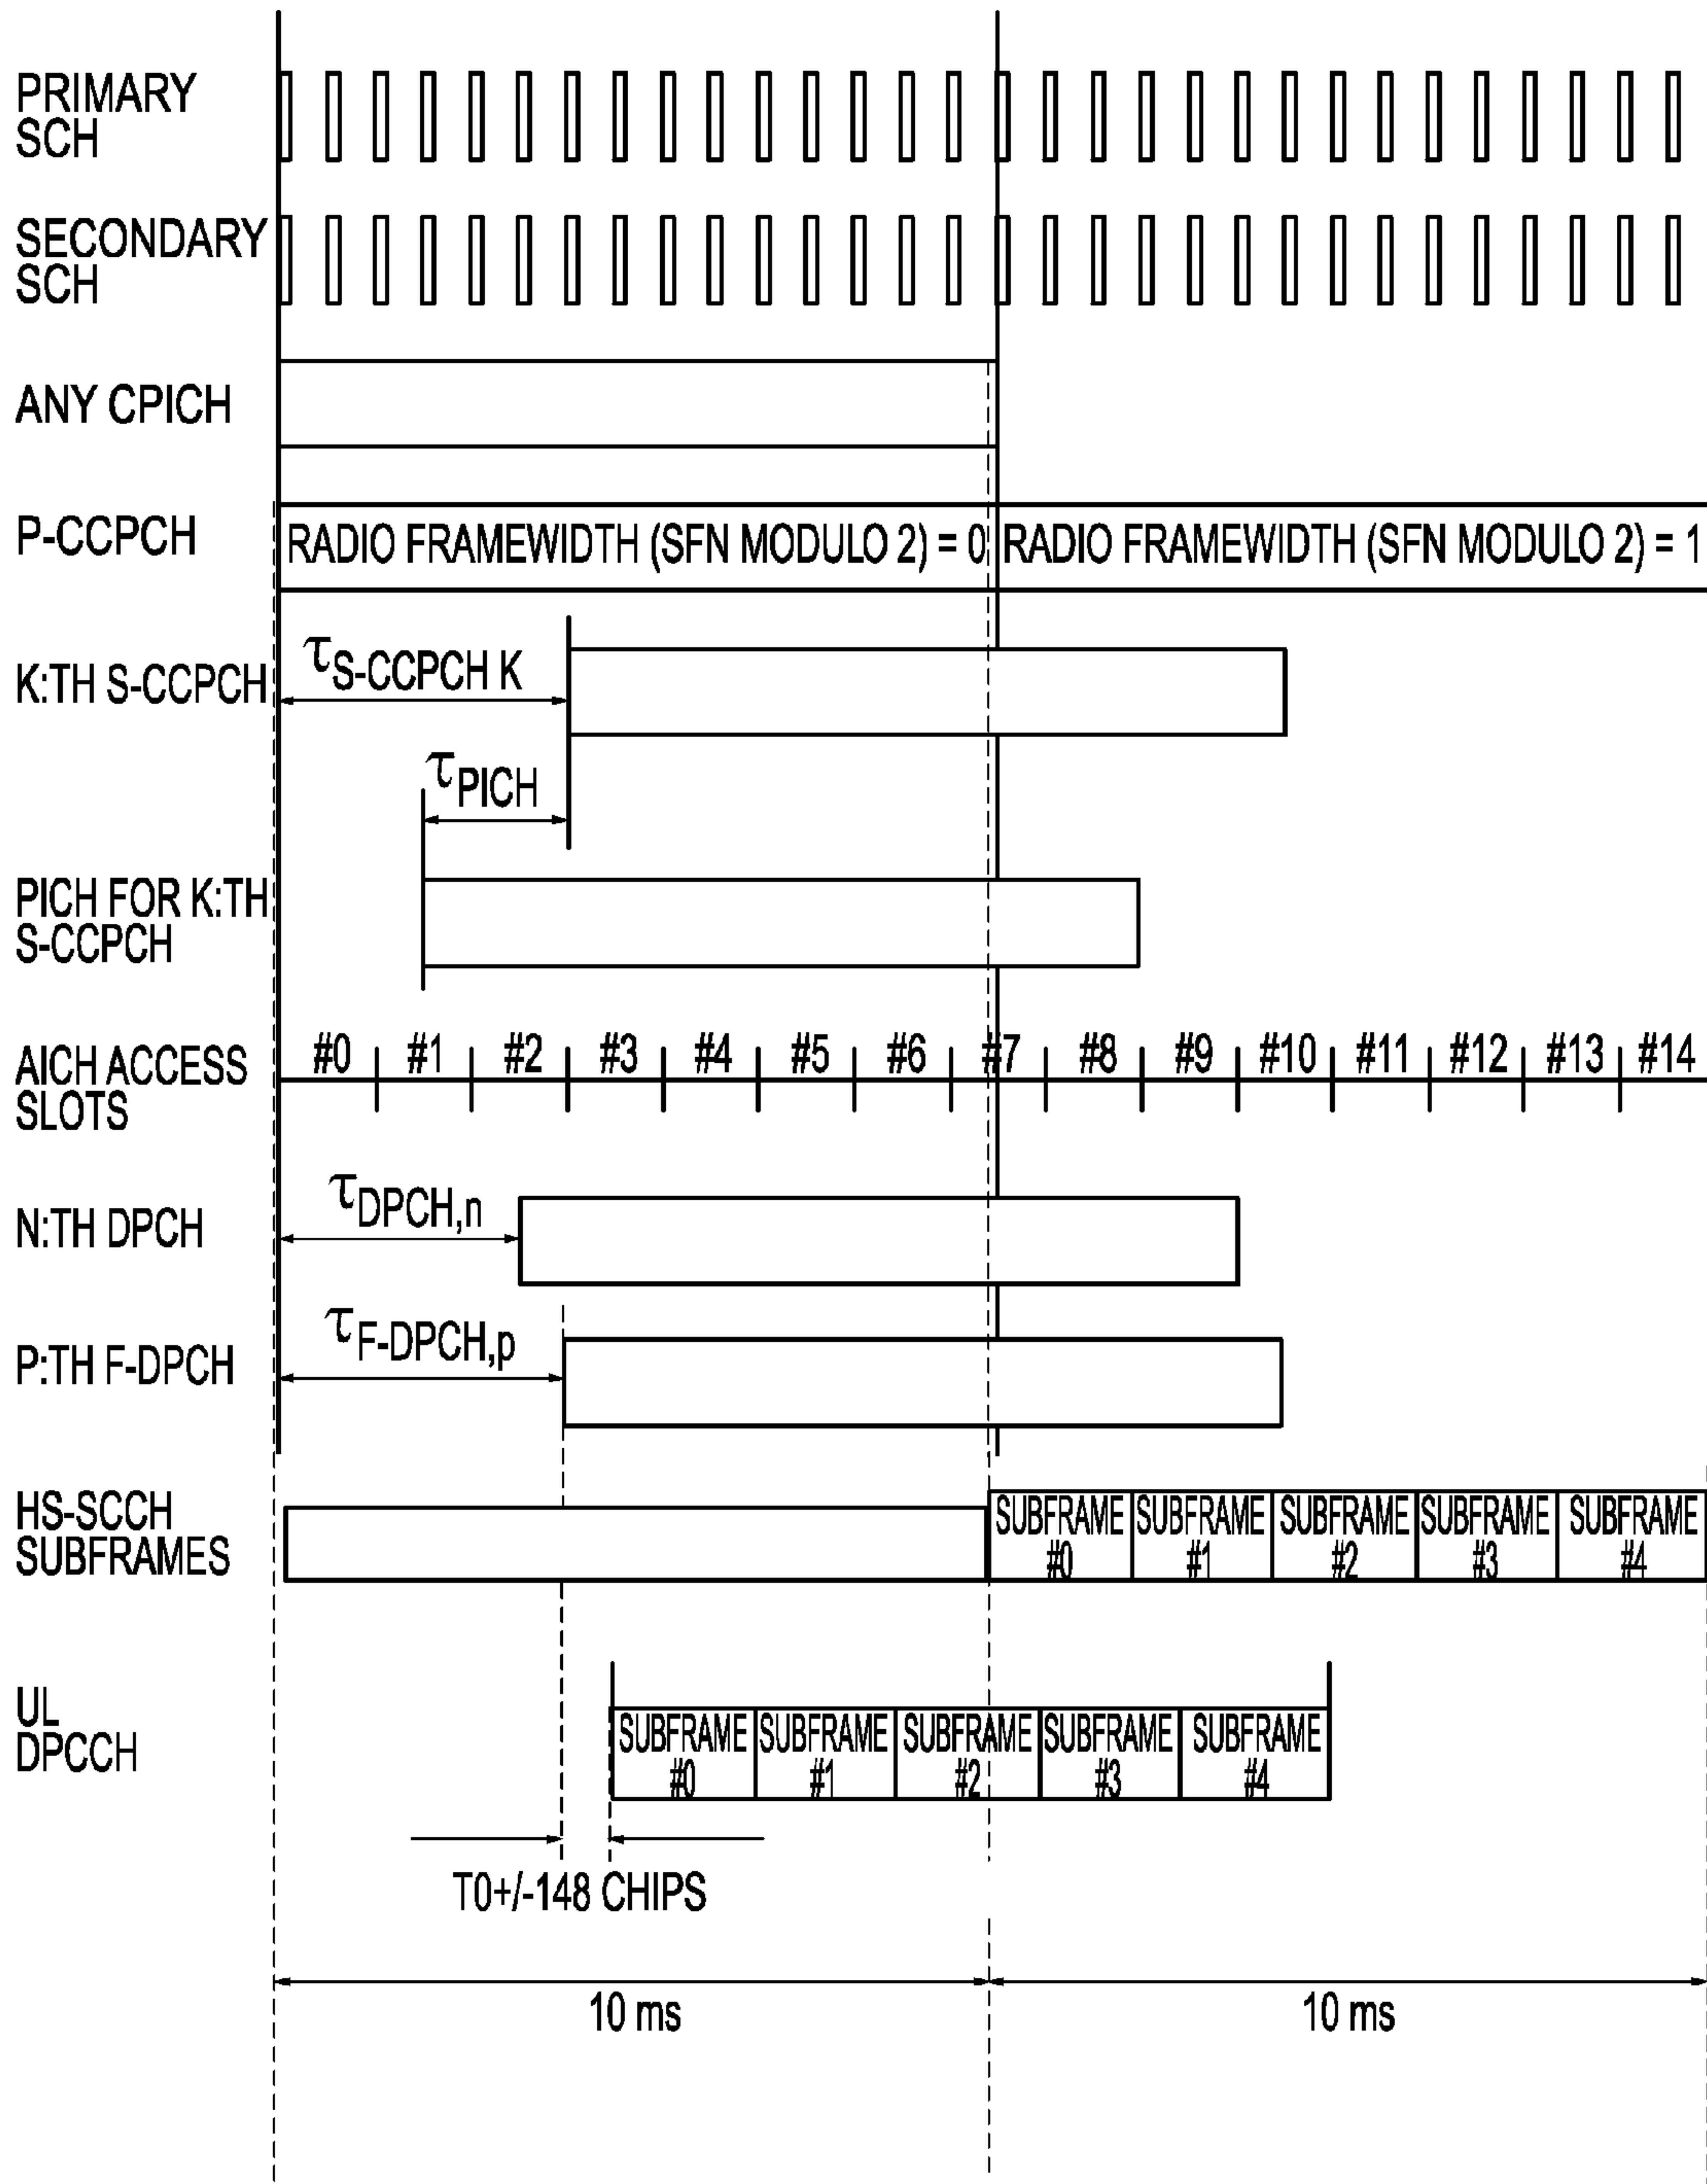 PRIMARY
SCH
SECONDARY
SCH
ANY CPICH
P-CCPCH
RADIO FRAMEWIDTH (SFN MODULO 2) = 0
RADIO FRAMEWIDTH (SFN MODULO 2) = 1
K:TH S-CCPCH
τS-CCPCH K
τPICH
PICH FOR K:TH
S-CCPCH
AICH ACCESS
SLOTS
#0 #1 #2 #3 #4 #5 #6 #7 #8 #9 #10 #11 #12 #13 #14
N:TH DPCH
τDPCH,n
P:TH F-DPCH
τF-DPCH,p
HS-SCCH
SUBFRAMES
SUBFRAME
#0
SUBFRAME
#1
SUBFRAME
#2
SUBFRAME
#3
SUBFRAME
#4
UL
DPCCH
SUBFRAME
#0
SUBFRAME
#1
SUBFRAME
#2
SUBFRAME
#3
SUBFRAME
#4
T0+/-148 CHIPS
10 ms
10 ms